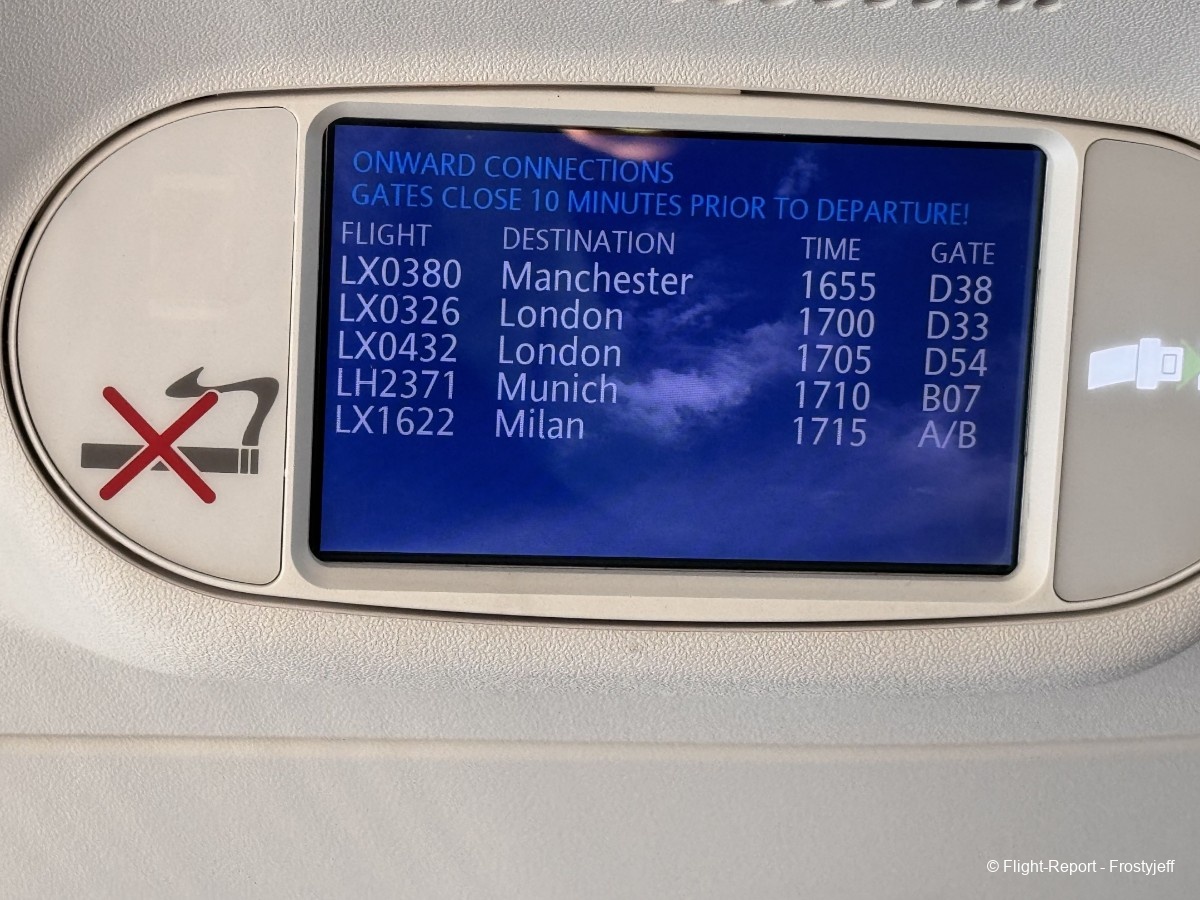 ONWARD CONNECTIONS
GATES CLOSE 10 MINUTES PRIOR TO DEPARTURE!
FLIGHT DESTINATION TIME GATE
LX0380 Manchester 1655 D38
LX0326 London 1700 D33
LX0432 London 1705 D54
LH2371 Munich 1710 B07
LX1622 Milan 1715 A/B
© Flight-Report - Frostyjeff